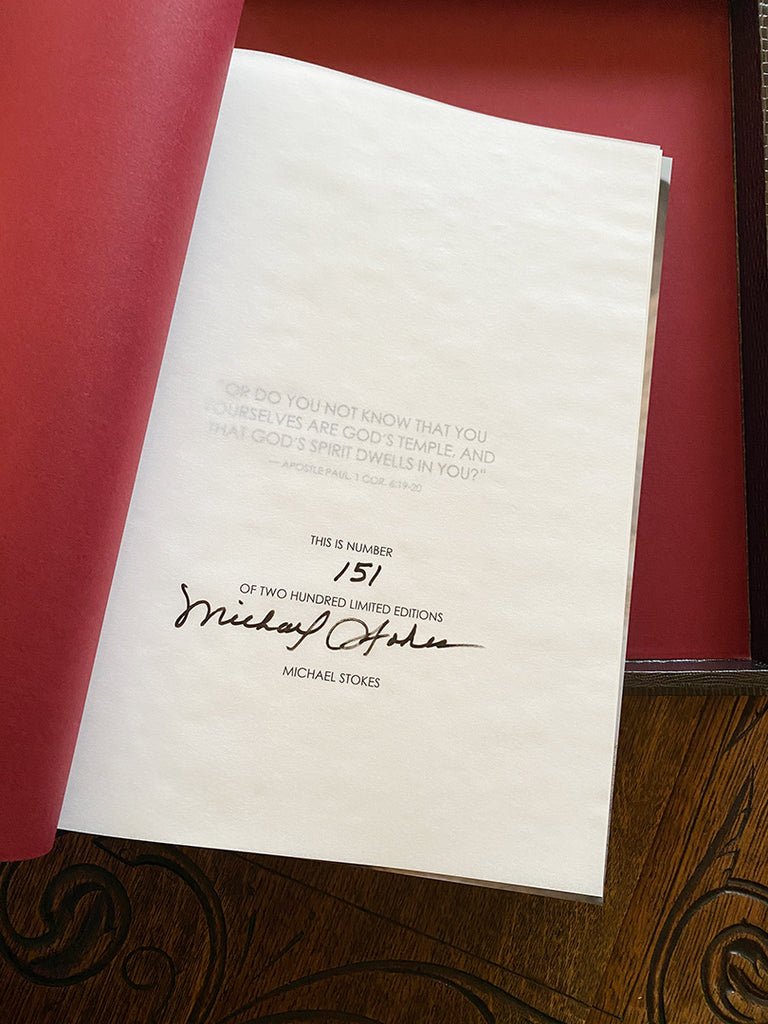 "OR DO YOU NOT KNOW THAT YOU
YOURSELVES ARE GOD'S TEMPLE, AND
THAT GOD'S SPIRIT DWELLS IN YOU?"
— APOSTLE PAUL, 1 COR. 6:19-20
THIS IS NUMBER
151
OF TWO HUNDRED LIMITED EDITIONS
Michael Stokes
MICHAEL STOKES